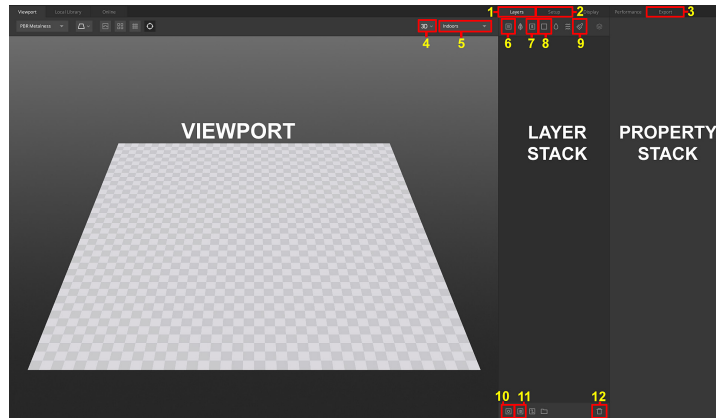 Viewport Local Library Online 1 Layers Setup 2 Display Performance Export 3
PBR Metalness 3D Indoors
4 5 6 7 8 9
VIEWPORT
LAYER
STACK
PROPERTY
STACK
10 11 12